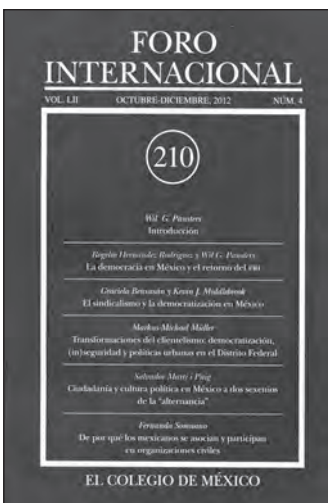 FORO
INTERNACIONAL
VOL. LII OCTUBRE-DICIEMBRE, 2012 NÚM. 4
210
Wil G. Pansters
Introducción
Rogelio Hernández Rodríguez y Wil G. Pansters
La democracia en México y el retorno del PRI
Graciela Bensusán y Kevin J. Middlebrook
El sindicalismo y la democratización en México
Markus-Michael Müller
Transformaciones del clientelismo: democratización,
(in)seguridad y políticas urbanas en el Distrito Federal
Salvador Martí i Puig
Ciudadanía y cultura política en México a dos sexenios
de la "alternancia"
Fernanda Somuano
De por qué los mexicanos se asocian y participan
en organizaciones civiles
EL COLEGIO DE MÉXICO